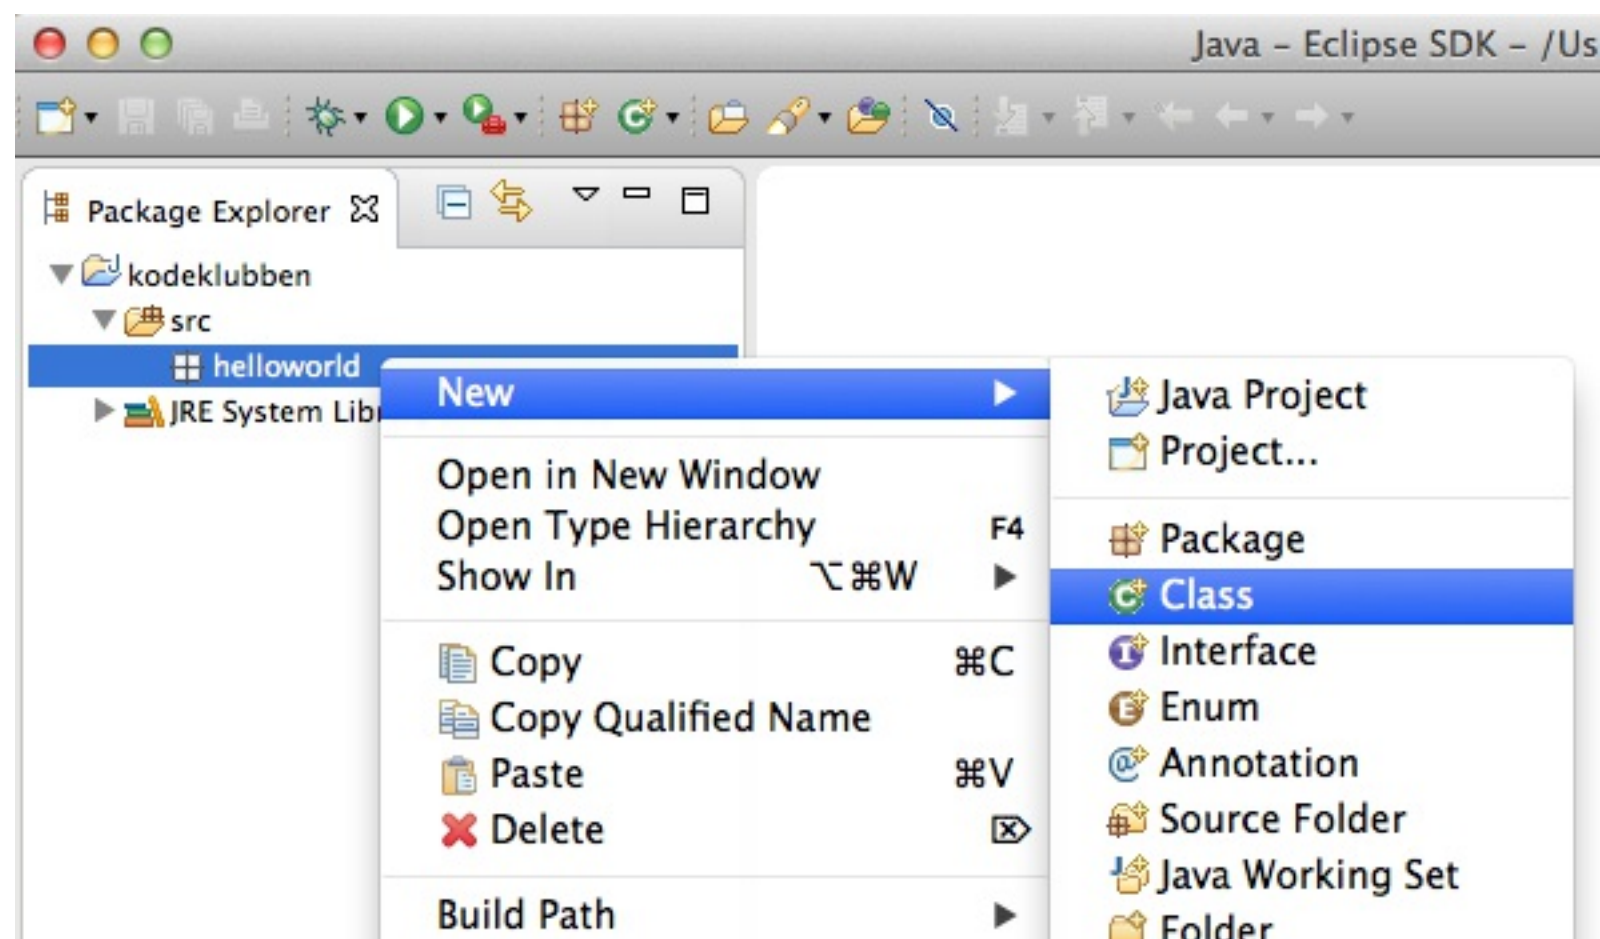 Java – Eclipse SDK – /Us
Package Explorer
kodeklubben
src
helloworld
JRE System Libr
New
Open in New Window
Open Type Hierarchy F4
Show In ⌥⌘W
Copy ⌘C
Copy Qualified Name
Paste ⌘V
Delete ⌦
Build Path
Java Project
Project...
Package
Class
Interface
Enum
Annotation
Source Folder
Java Working Set
Folder